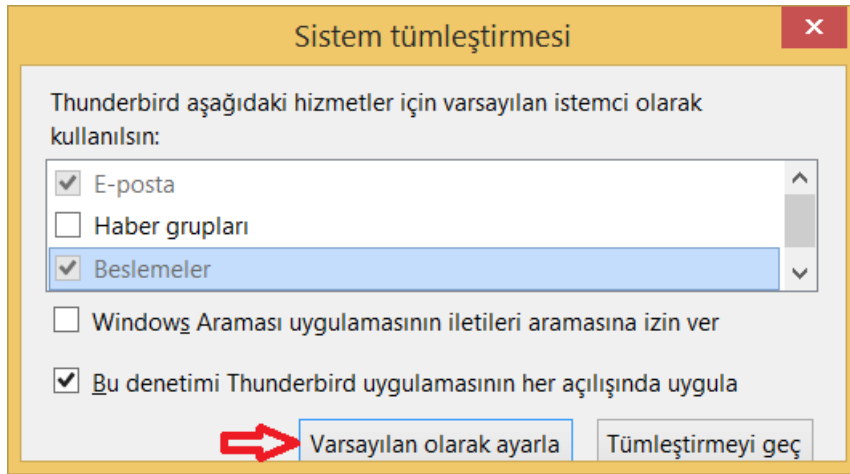 Sistem tümleştirmesi
Thunderbird aşağıdaki hizmetler için varsayılan istemci olarak
kullanılsın:
E-posta
Haber grupları
Beslemeler
Windows Araması uygulamasının iletileri aramasına izin ver
Bu denetimi Thunderbird uygulamasının her açılışında uygula
Varsayılan olarak ayarla
Tümleştirmeyi geç